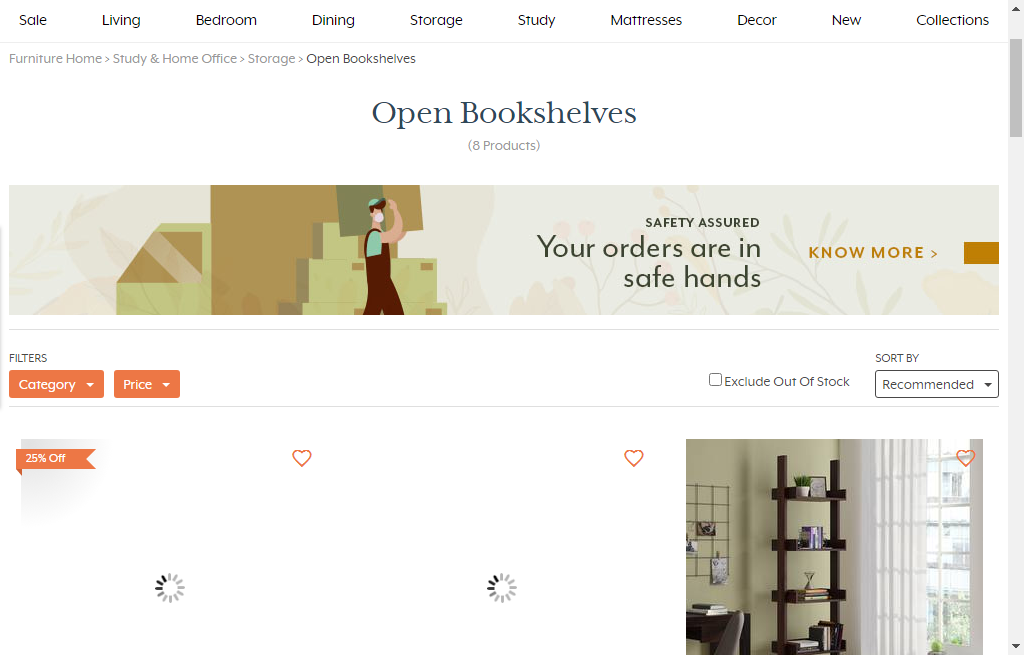 Sale Living Bedroom Dining Storage Study Mattresses Decor New Collections
Furniture Home > Study & Home Office > Storage > Open Bookshelves
Open Bookshelves
(8 Products)
SAFETY ASSURED
Your orders are in
safe hands
KNOW MORE >
FILTERS
Category
Price
Exclude Out Of Stock
SORT BY
Recommended
25% Off